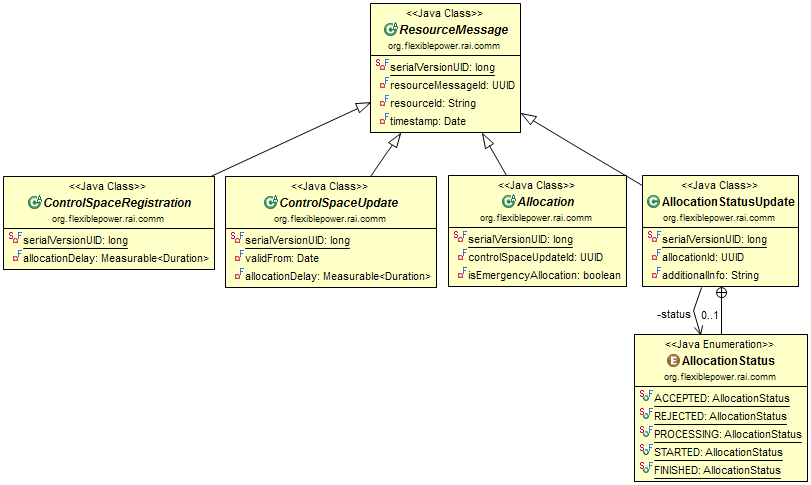 <<Java Class>>
ResourceMessage
org.flexiblepower.rai.comm
serialVersionUID: long
resourceMessageId: UUID
resourceId: String
timestamp: Date
<<Java Class>>
ControlSpaceRegistration
org.flexiblepower.rai.comm
serialVersionUID: long
allocationDelay: Measurable<Duration>
<<Java Class>>
ControlSpaceUpdate
org.flexiblepower.rai.comm
serialVersionUID: long
validFrom: Date
allocationDelay: Measurable<Duration>
<<Java Class>>
Allocation
org.flexiblepower.rai.comm
serialVersionUID: long
controlSpaceUpdateId: UUID
isEmergencyAllocation: boolean
<<Java Class>>
AllocationStatusUpdate
org.flexiblepower.rai.comm
serialVersionUID: long
allocationId: UUID
additionalInfo: String
-status
0..1
<<Java Enumeration>>
AllocationStatus
org.flexiblepower.rai.comm
ACCEPTED: AllocationStatus
REJECTED: AllocationStatus
PROCESSING: AllocationStatus
STARTED: AllocationStatus
FINISHED: AllocationStatus